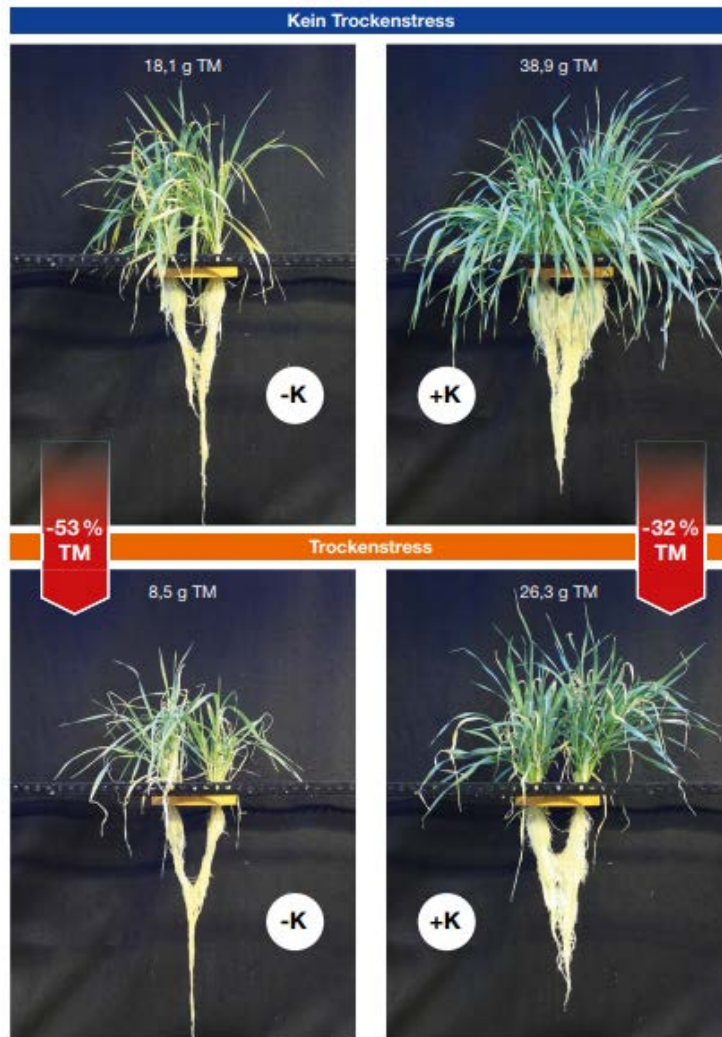 Kein Trockenstress
18,1 g TM
38,9 g TM
-K
+K
-53 %
TM
-32 %
TM
Trockenstress
8,5 g TM
26,3 g TM
-K
+K